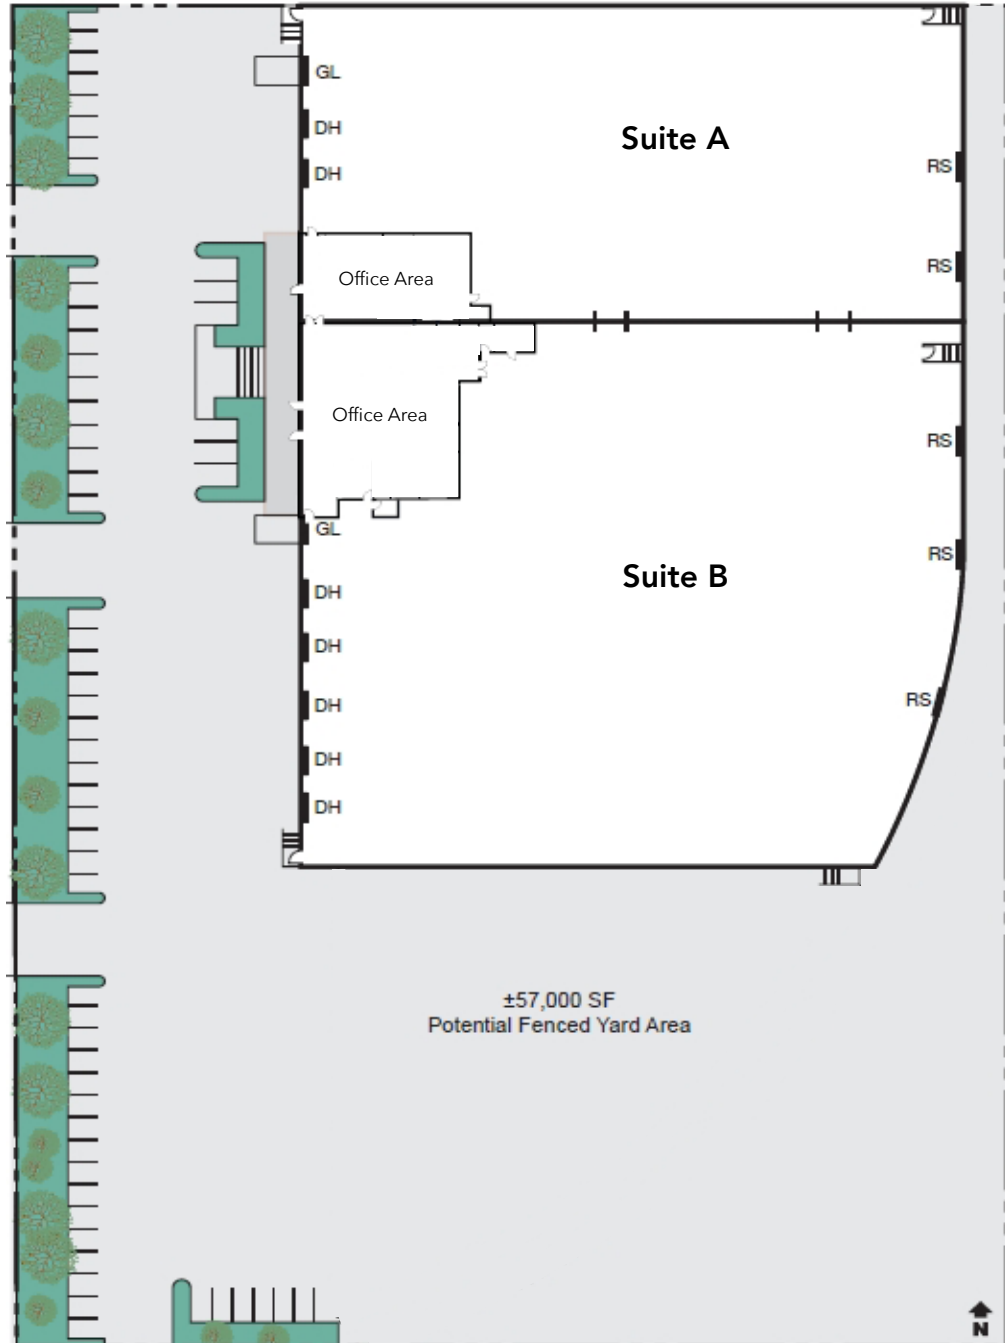 GL
DH
Suite A
DH
RS
RS
Office Area
Office Area
RS
GL
RS
Suite B
DH
DH
RS
DH
DH
DH
±57,000 SF
Potential Fenced Yard Area
N